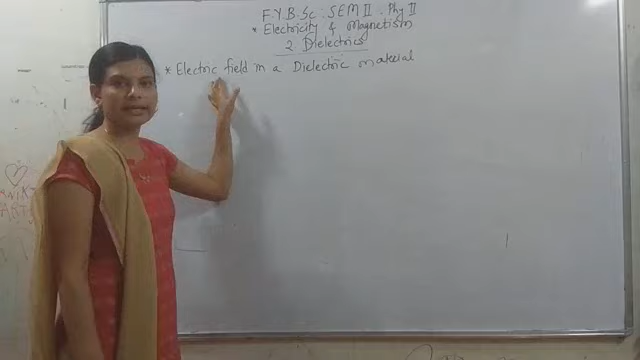 F.Y.B.Sc. SEM II. Phy II
* Electricity & Magnetism
2 Dielectrics
* Electric field in a Dielectric material